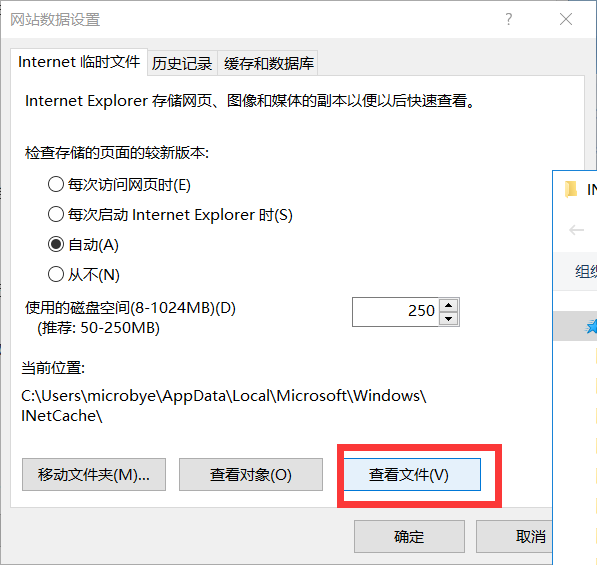 网站数据设置
Internet 临时文件
历史记录
缓存和数据库
Internet Explorer 存储网页、图像和媒体的副本以便以后快速查看。
检查存储的页面的较新版本:
每次访问网页时(E)
每次启动 Internet Explorer 时(S)
自动(A)
从不(N)
使用的磁盘空间(8-1024MB)(D)
250
(推荐: 50-250MB)
当前位置:
C:\Users\microbye\AppData\Local\Microsoft\Windows\
INetCache\
移动文件夹(M)...
查看对象(O)
查看文件(V)
确定
取消
IN
组织